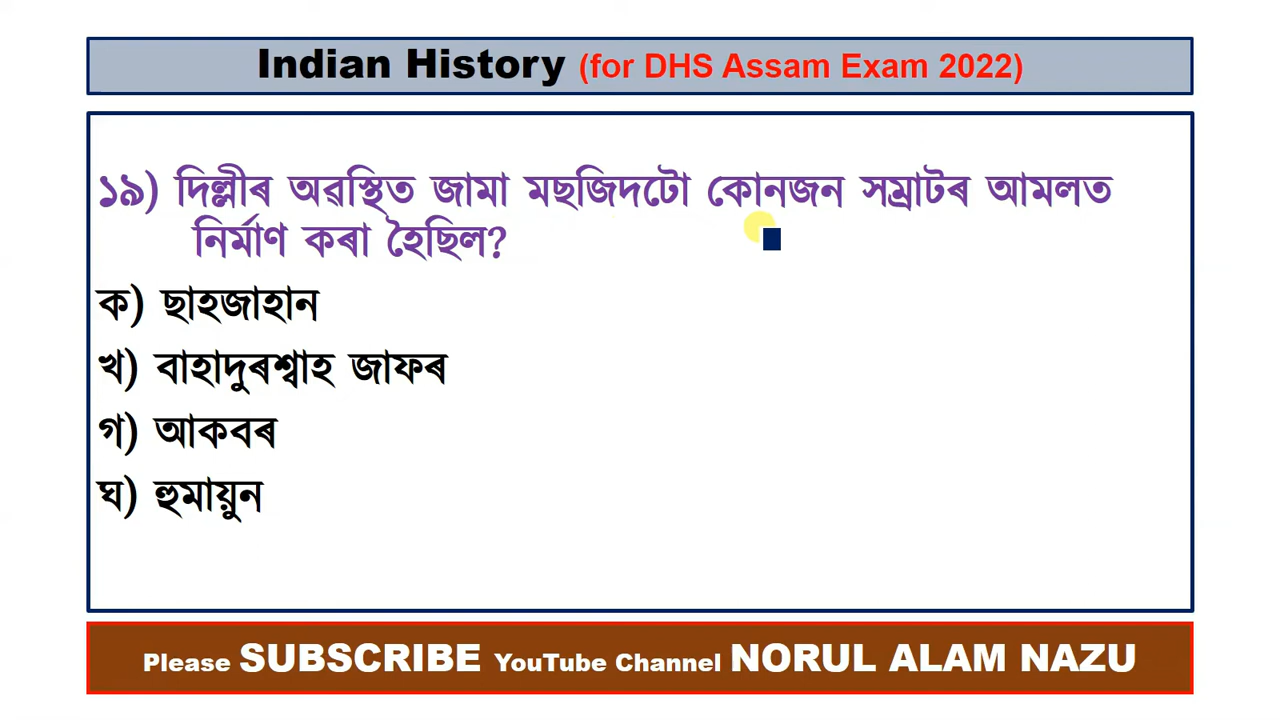 Indian History (for DHS Assam Exam 2022)
১৯) দিল্লীৰ অৱস্থিত জামা মছজিদটো কোনজন সম্ৰাটৰ আমলত
নিৰ্মাণ কৰা হৈছিল?
ক) ছাহজাহান
খ) বাহাদুৰশ্বাহ জাফৰ
গ) আকবৰ
ঘ) হুমায়ুন
Please SUBSCRIBE YouTube Channel NORUL ALAM NAZU